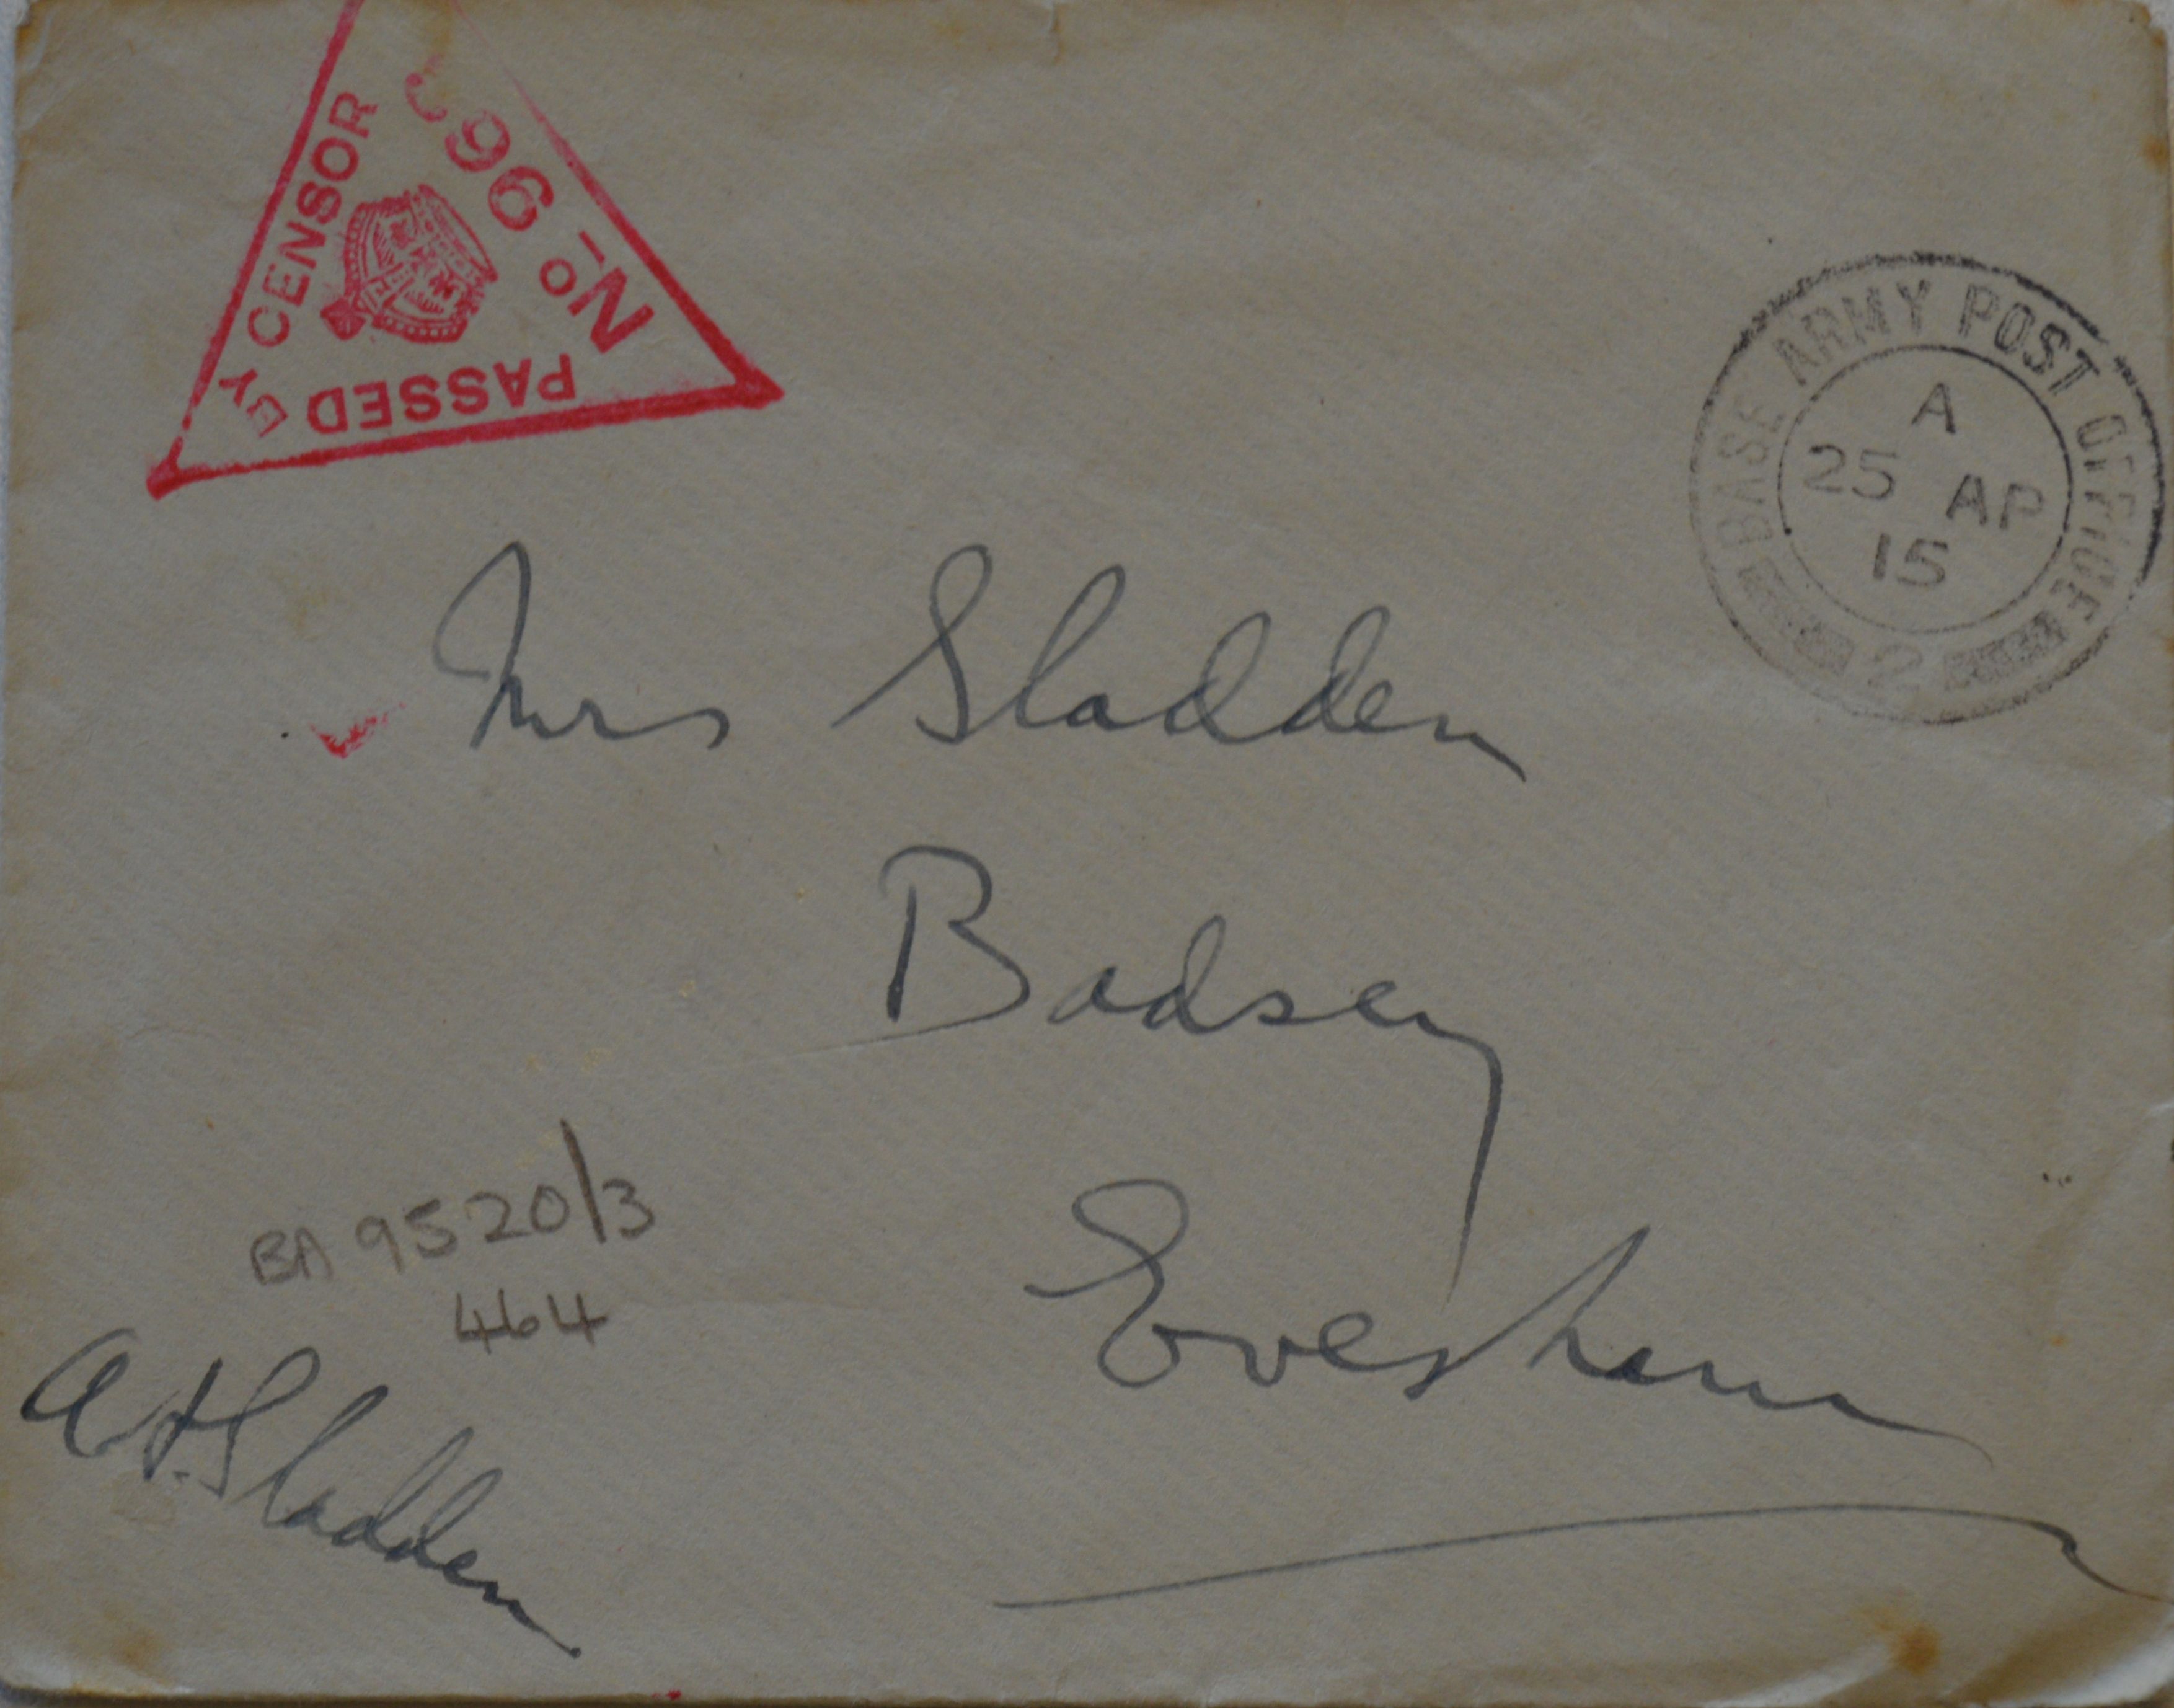 PASSED BY CENSOR
No 96
BASE ARMY POST OFFICE
A
25 AP
15
2
Mrs Sladden
Badsey
Evesham
BA 9520/3
464
A H. Sladden